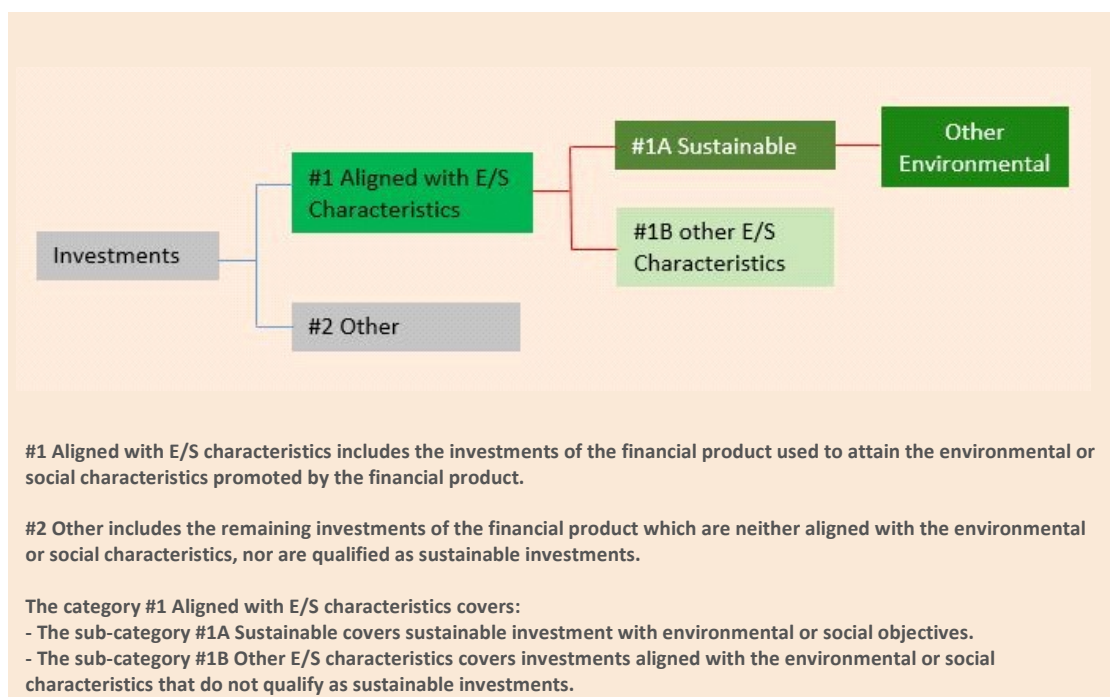 Investments
#1 Aligned with E/S
Characteristics
#2 Other
#1A Sustainable
#1B other E/S
Characteristics
Other
Environmental
#1 Aligned with E/S characteristics includes the investments of the financial product used to attain the environmental or
social characteristics promoted by the financial product.
#2 Other includes the remaining investments of the financial product which are neither aligned with the environmental
or social characteristics, nor are qualified as sustainable investments.
The category #1 Aligned with E/S characteristics covers:
- The sub-category #1A Sustainable covers sustainable investment with environmental or social objectives.
- The sub-category #1B Other E/S characteristics covers investments aligned with the environmental or social
characteristics that do not qualify as sustainable investments.